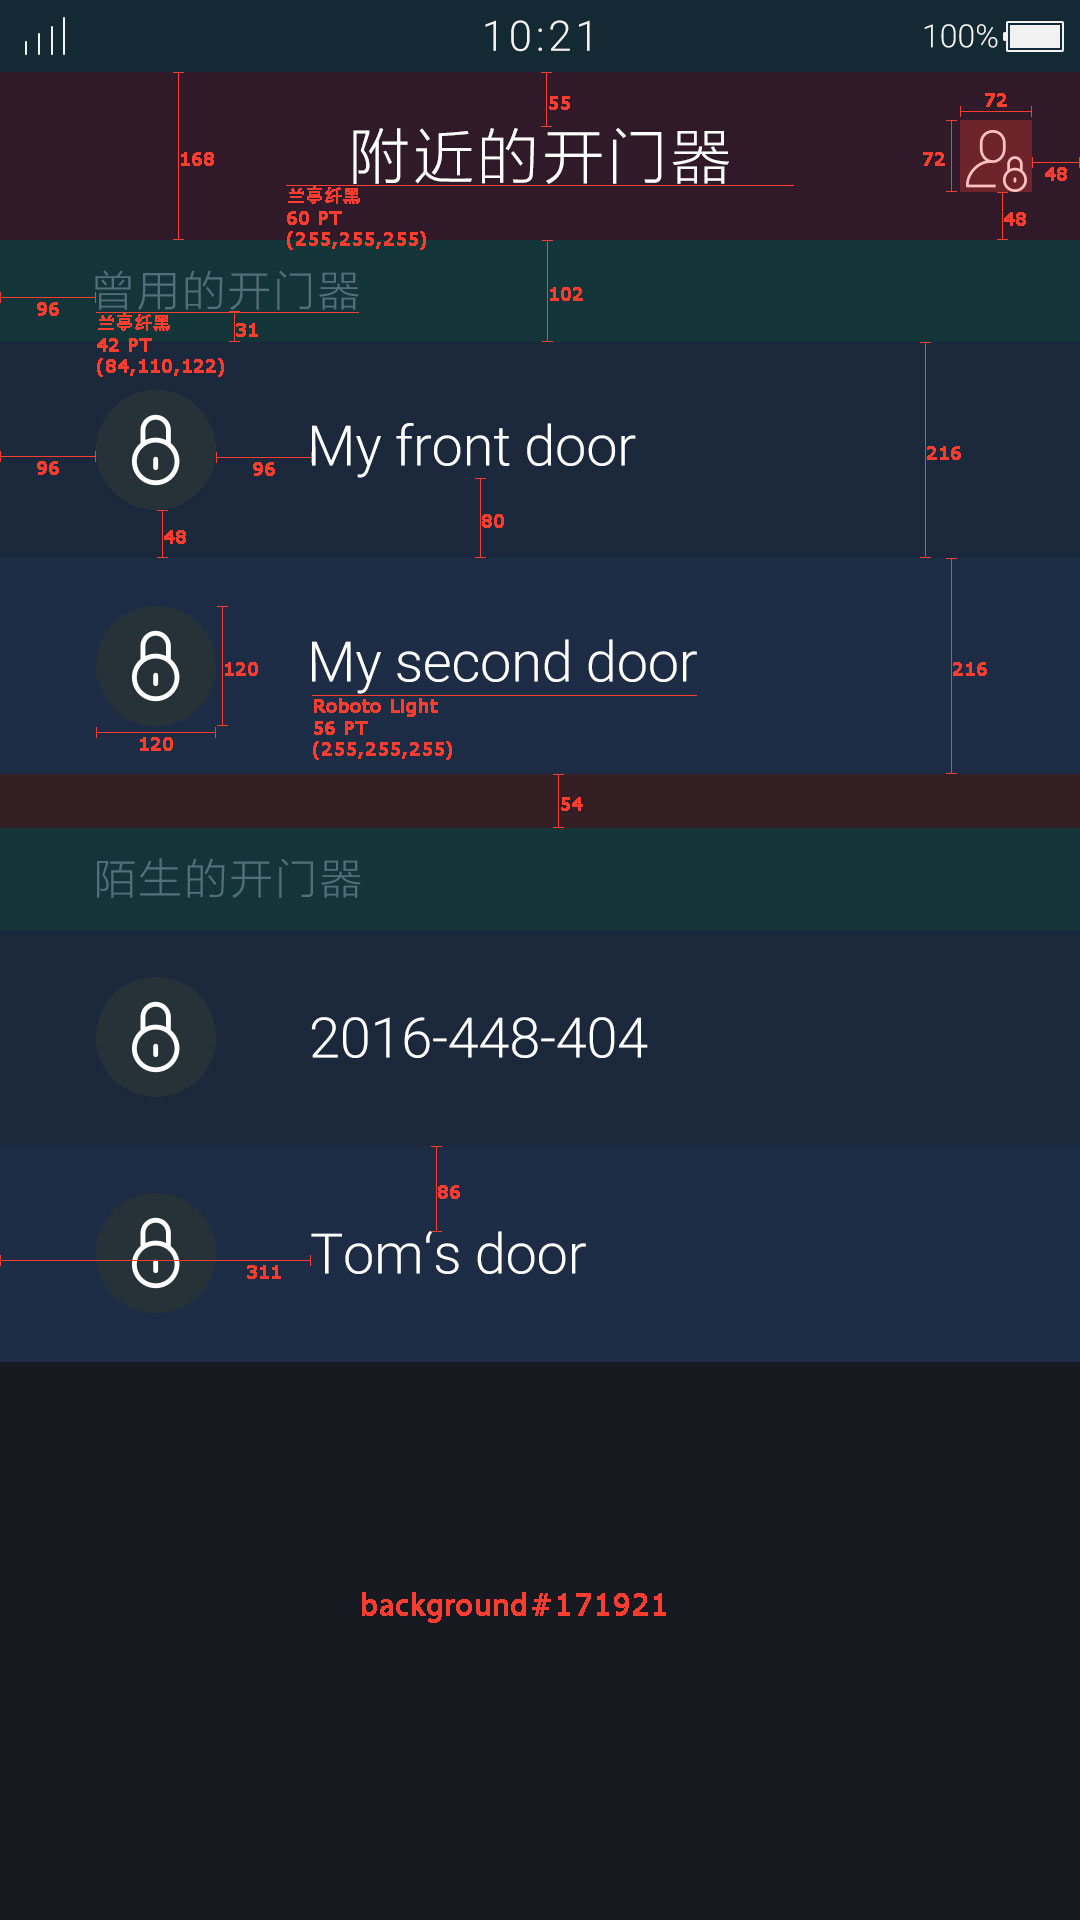 10:21
100%
55
72
168
附近的开门器
72
48
兰亭纤黑
60 PT
(255,255,255)
48
曾用的开门器
102
96
兰亭纤黑
31
42 PT
(84,110,122)
My front door
96
96
216
80
48
My second door
120
216
Roboto Light
56 PT
(255,255,255)
120
54
陌生的开门器
2016-448-404
86
Tom‘s door
311
background#171921